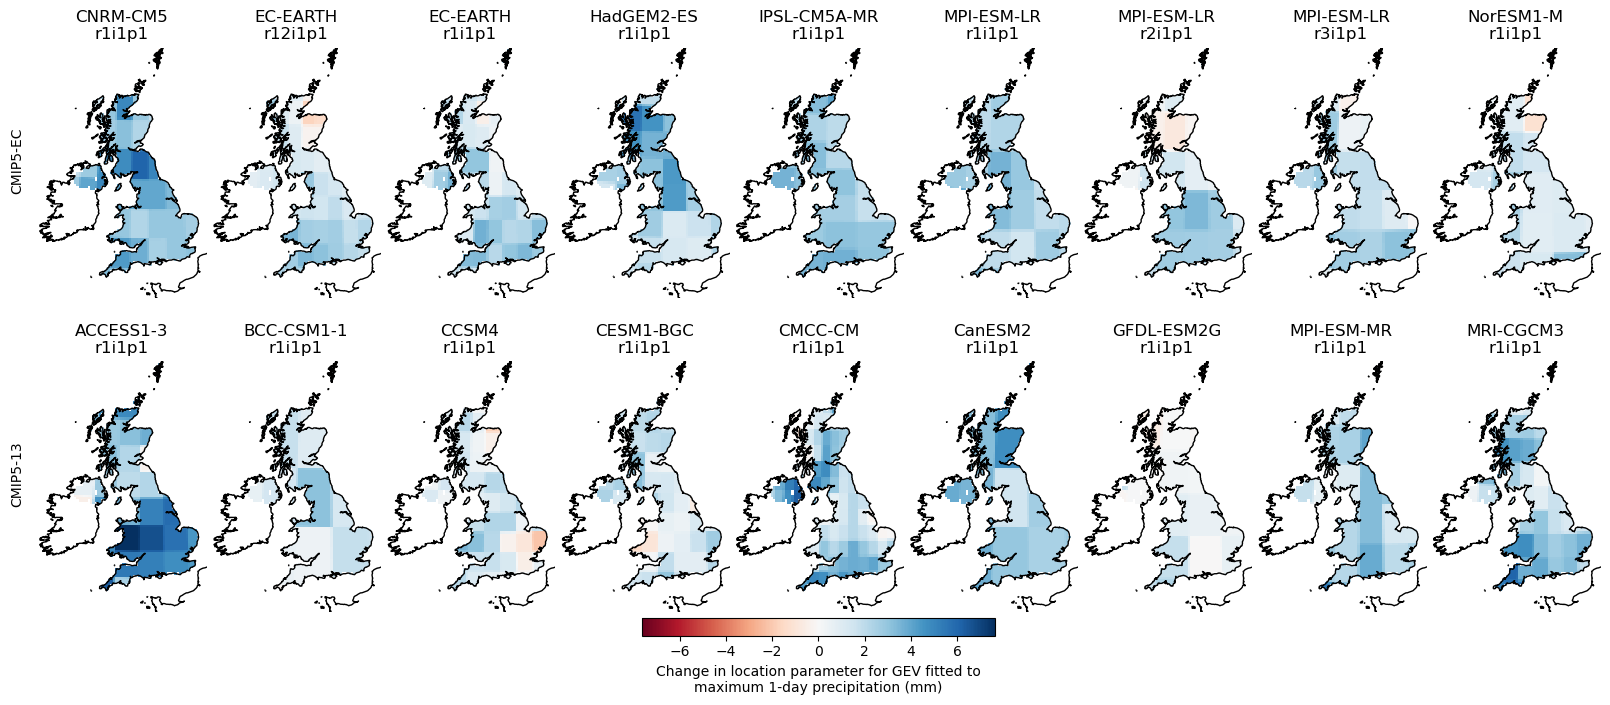 CNRM-CM5 EC-EARTH EC-EARTH HadGEM2-ES IPSL-CM5A-MR MPI-ESM-LR MPI-ESM-LR MPI-ESM-LR NorESM1-M
r1i1p1 r12i1p1 r1i1p1 r1i1p1 r1i1p1 r1i1p1 r2i1p1 r3i1p1 r1i1p1
CMIP5-EC
ACCESS1-3 BCC-CSM1-1 CCSM4 CESM1-BGC CMCC-CM CanESM2 GFDL-ESM2G MPI-ESM-MR MRI-CGCM3
r1i1p1 r1i1p1 r1i1p1 r1i1p1 r1i1p1 r1i1p1 r1i1p1 r1i1p1 r1i1p1
CMIP5-13
−6 −4 −2 0 2 4 6
Change in location parameter for GEV fitted to
maximum 1-day precipitation (mm)